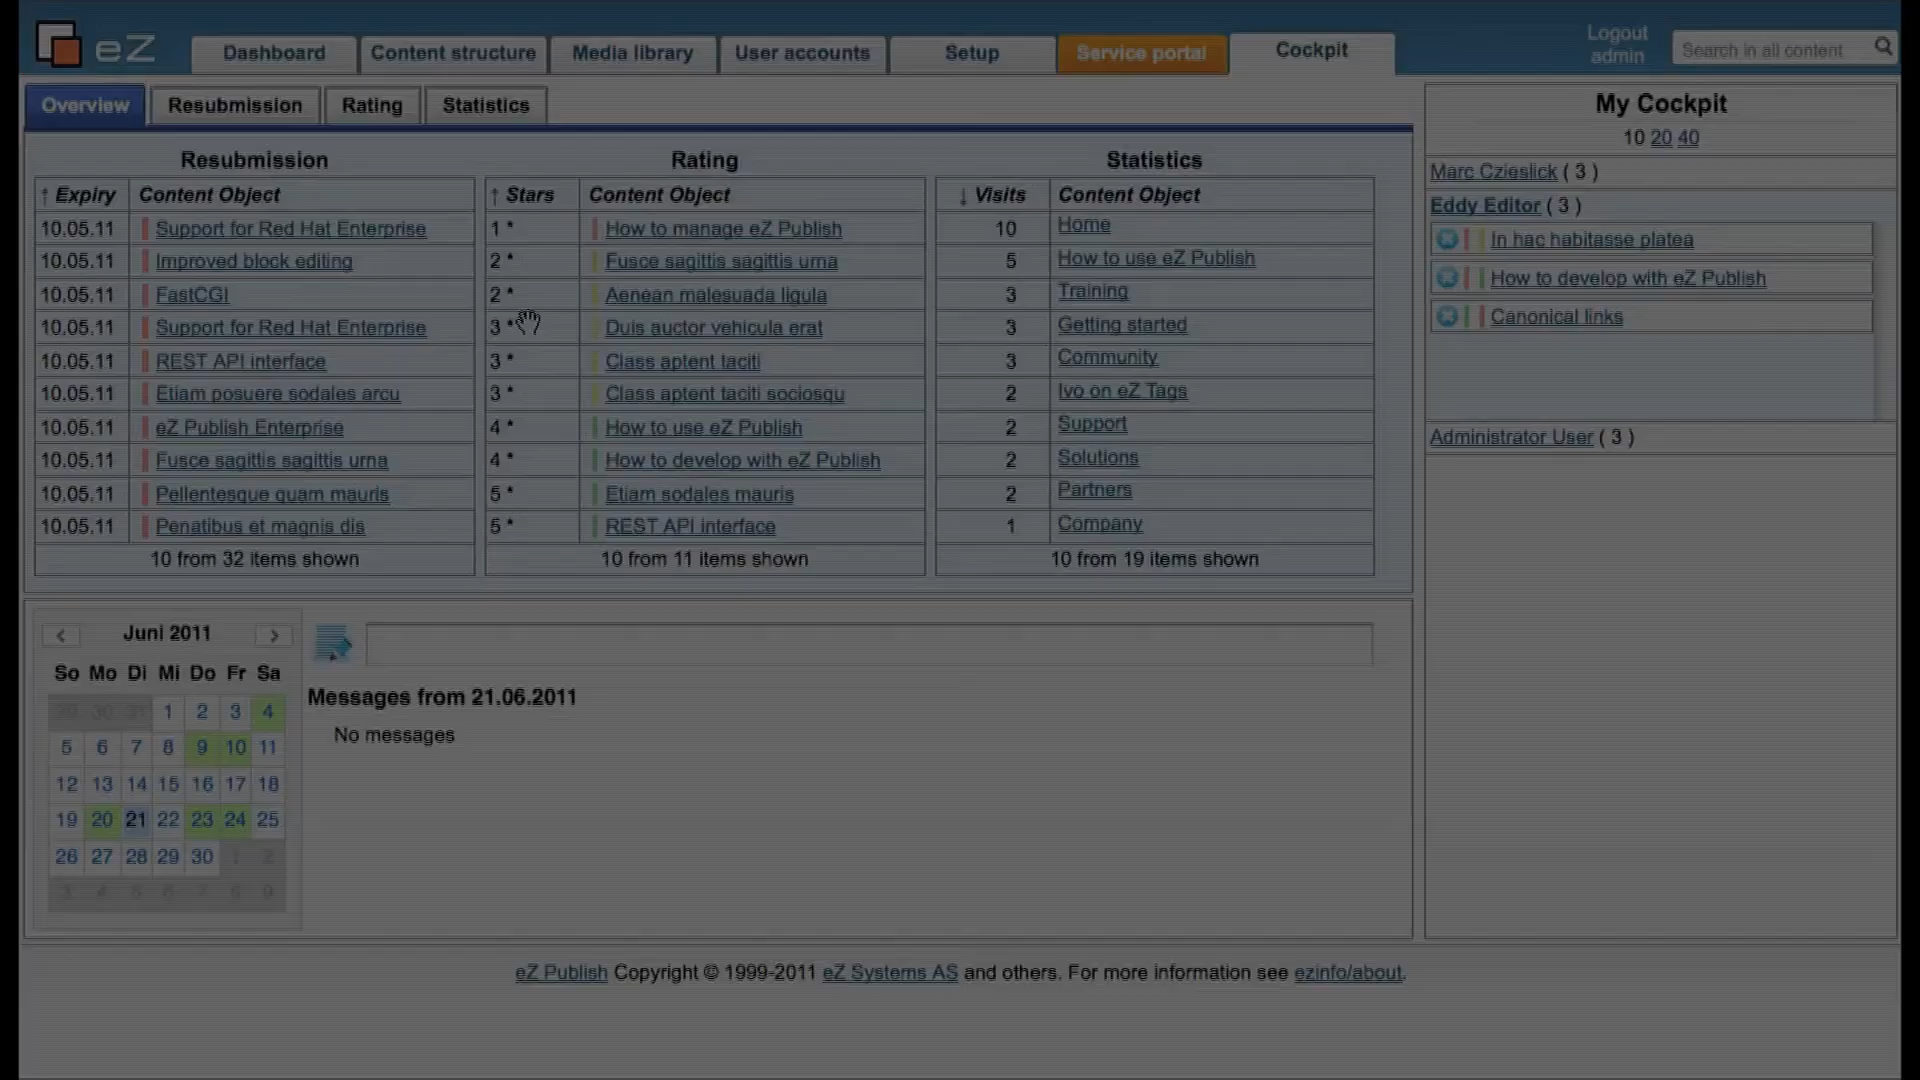 eZ
Dashboard
Content structure
Media library
User accounts
Setup
Service portal
Cockpit
Logout
admin
Search in all content
Overview
Resubmission
Rating
Statistics
Resubmission
↑ Expiry Content Object
10.05.11 Support for Red Hat Enterprise
10.05.11 Improved block editing
10.05.11 FastCGI
10.05.11 Support for Red Hat Enterprise
10.05.11 REST API interface
10.05.11 Etiam posuere sodales arcu
10.05.11 eZ Publish Enterprise
10.05.11 Fusce sagittis sagittis urna
10.05.11 Pellentesque quam mauris
10.05.11 Penatibus et magnis dis
10 from 32 items shown
Rating
↑ Stars Content Object
1 * How to manage eZ Publish
2 * Fusce sagittis sagittis urna
2 * Aenean malesuada ligula
3 * Duis auctor vehicula erat
3 * Class aptent taciti
3 * Class aptent taciti sociosqu
4 * How to use eZ Publish
4 * How to develop with eZ Publish
5 * Etiam sodales mauris
5 * REST API interface
10 from 11 items shown
Statistics
↓ Visits Content Object
10 Home
5 How to use eZ Publish
3 Training
3 Getting started
3 Community
2 Ivo on eZ Tags
2 Support
2 Solutions
2 Partners
1 Company
10 from 19 items shown
My Cockpit
10 20 40
Marc Czieslick ( 3 )
Eddy Editor ( 3 )
In hac habitasse platea
How to develop with eZ Publish
Canonical links
Administrator User ( 3 )
< Juni 2011 >
So Mo Di Mi Do Fr Sa
29 30 31 1 2 3 4
5 6 7 8 9 10 11
12 13 14 15 16 17 18
19 20 21 22 23 24 25
26 27 28 29 30 1 2
3 4 5 6 7 8 9
Messages from 21.06.2011
No messages
eZ Publish Copyright © 1999-2011 eZ Systems AS and others. For more information see ezinfo/about.